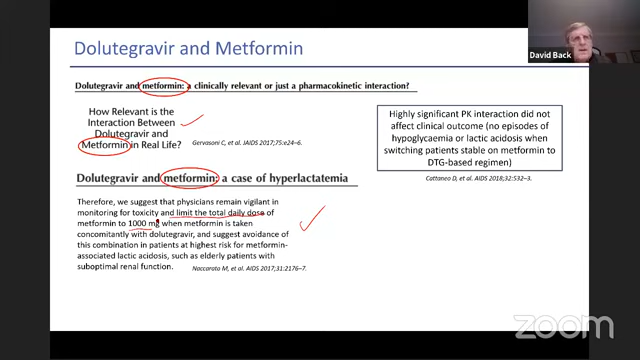 Dolutegravir and Metformin
David Back
Dolutegravir and metformin: a clinically relevant or just a pharmacokinetic interaction?
How Relevant is the
Interaction Between
Dolutegravir and
Metformin in Real Life?
Gervasoni C, JAIDS 2017;75:e24–6.
Highly significant PK interaction did not
affect clinical outcome (no episodes of
hypoglycaemia or lactic acidosis when
switching patients stable on metformin to
DTG-based regimen)
Cattaneo D, AIDS 2018;32:532–3.
Dolutegravir and metformin: a case of hyperlactatemia
Therefore, we suggest that physicians remain vigilant in
monitoring for toxicity and limit the total daily dose of
metformin to 1000 mg when metformin is taken
concomitantly with dolutegravir, and suggest avoidance of
this combination in patients at highest risk for metformin-
associated lactic acidosis, such as elderly patients with
suboptimal renal function.
Naccarato M, et al. AIDS 2017;31:2176–7.
LIVE
zoom